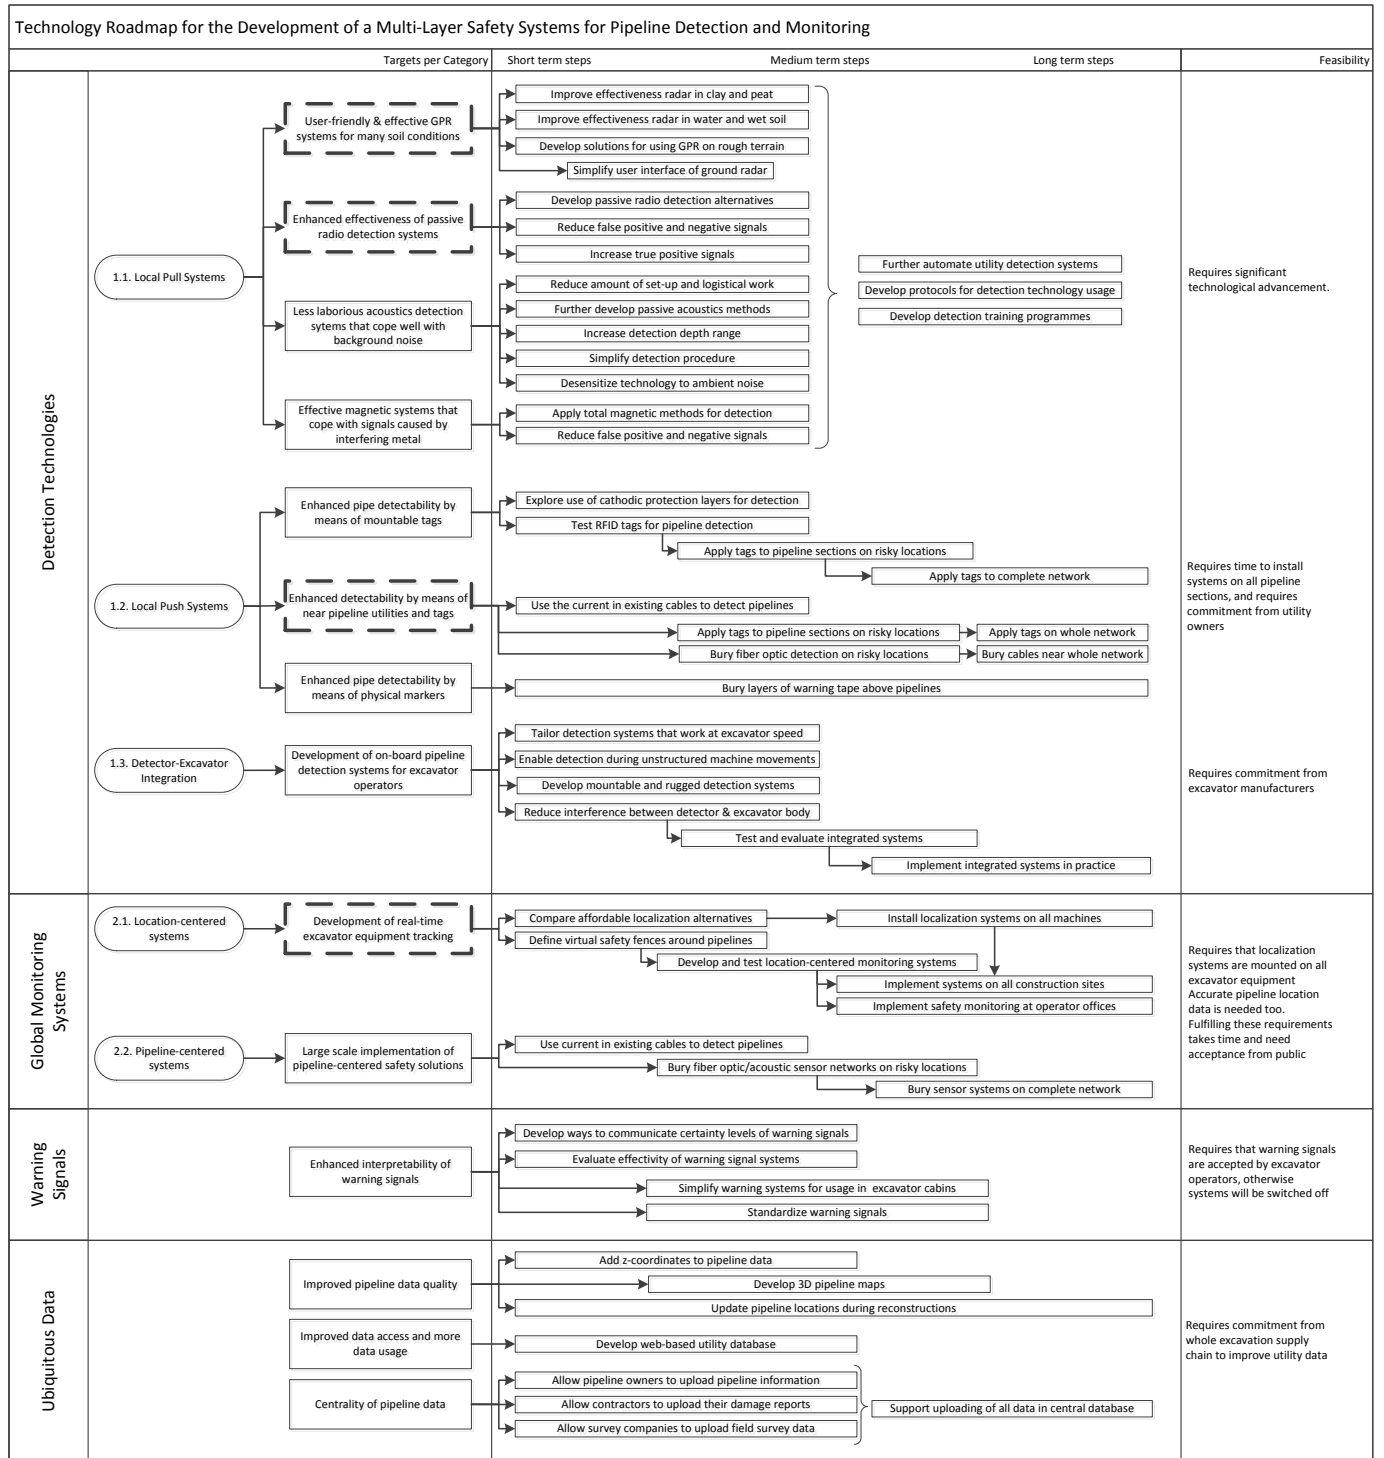 Technology Roadmap for the Development of a Multi-Layer Safety Systems for Pipeline Detection and Monitoring
Targets per Category
Short term steps
Medium term steps
Long term steps
Feasibility
Detection Technologies
1.1. Local Pull Systems
User-friendly & effective GPR
systems for many soil conditions
Improve effectiveness radar in clay and peat
Improve effectiveness radar in water and wet soil
Develop solutions for using GPR on rough terrain
Simplify user interface of ground radar
Enhanced effectiveness of passive
radio detection systems
Develop passive radio detection alternatives
Reduce false positive and negative signals
Increase true positive signals
Less laborious acoustics detection
sytems that cope well with
background noise
Reduce amount of set-up and logistical work
Further develop passive acoustics methods
Increase detection depth range
Simplify detection procedure
Desensitize technology to ambient noise
Effective magnetic systems that
cope with signals caused by
interfering metal
Apply total magnetic methods for detection
Reduce false positive and negative signals
Further automate utility detection systems
Develop protocols for detection technology usage
Develop detection training programmes
Requires significant
technological advancement.
1.2. Local Push Systems
Enhanced pipe detectability by
means of mountable tags
Explore use of cathodic protection layers for detection
Test RFID tags for pipeline detection
Apply tags to pipeline sections on risky locations
Apply tags to complete network
Enhanced detectability by means of
near pipeline utilities and tags
Use the current in existing cables to detect pipelines
Apply tags to pipeline sections on risky locations
Apply tags on whole network
Bury fiber optic detection on risky locations
Bury cables near whole network
Enhanced pipe detectability by
means of physical markers
Bury layers of warning tape above pipelines
Requires time to install
systems on all pipeline
sections, and requires
commitment from utility
owners
1.3. Detector-Excavator
Integration
Development of on-board pipeline
detection systems for excavator
operators
Tailor detection systems that work at excavator speed
Enable detection during unstructured machine movements
Develop mountable and rugged detection systems
Reduce interference between detector & excavator body
Test and evaluate integrated systems
Implement integrated systems in practice
Requires commitment from
excavator manufacturers
Global Monitoring
Systems
2.1. Location-centered
systems
Development of real-time
excavator equipment tracking
Compare affordable localization alternatives
Install localization systems on all machines
Define virtual safety fences around pipelines
Develop and test location-centered monitoring systems
Implement systems on all construction sites
Implement safety monitoring at operator offices
2.2. Pipeline-centered
systems
Large scale implementation of
pipeline-centered safety solutions
Use current in existing cables to detect pipelines
Bury fiber optic/acoustic sensor networks on risky locations
Bury sensor systems on complete network
Requires that localization
systems are mounted on all
excavator equipment
Accurate pipeline location
data is needed too.
Fulfilling these requirements
takes time and need
acceptance from public
Warning
Signals
Enhanced interpretability of
warning signals
Develop ways to communicate certainty levels of warning signals
Evaluate effectivity of warning signal systems
Simplify warning systems for usage in excavator cabins
Standardize warning signals
Requires that warning signals
are accepted by excavator
operators, otherwise
systems will be switched off
Ubiquitous Data
Improved pipeline data quality
Add z-coordinates to pipeline data
Develop 3D pipeline maps
Update pipeline locations during reconstructions
Improved data access and more
data usage
Develop web-based utility database
Centrality of pipeline data
Allow pipeline owners to upload pipeline information
Allow contractors to upload their damage reports
Allow survey companies to upload field survey data
Support uploading of all data in central database
Requires commitment from
whole excavation supply
chain to improve utility data